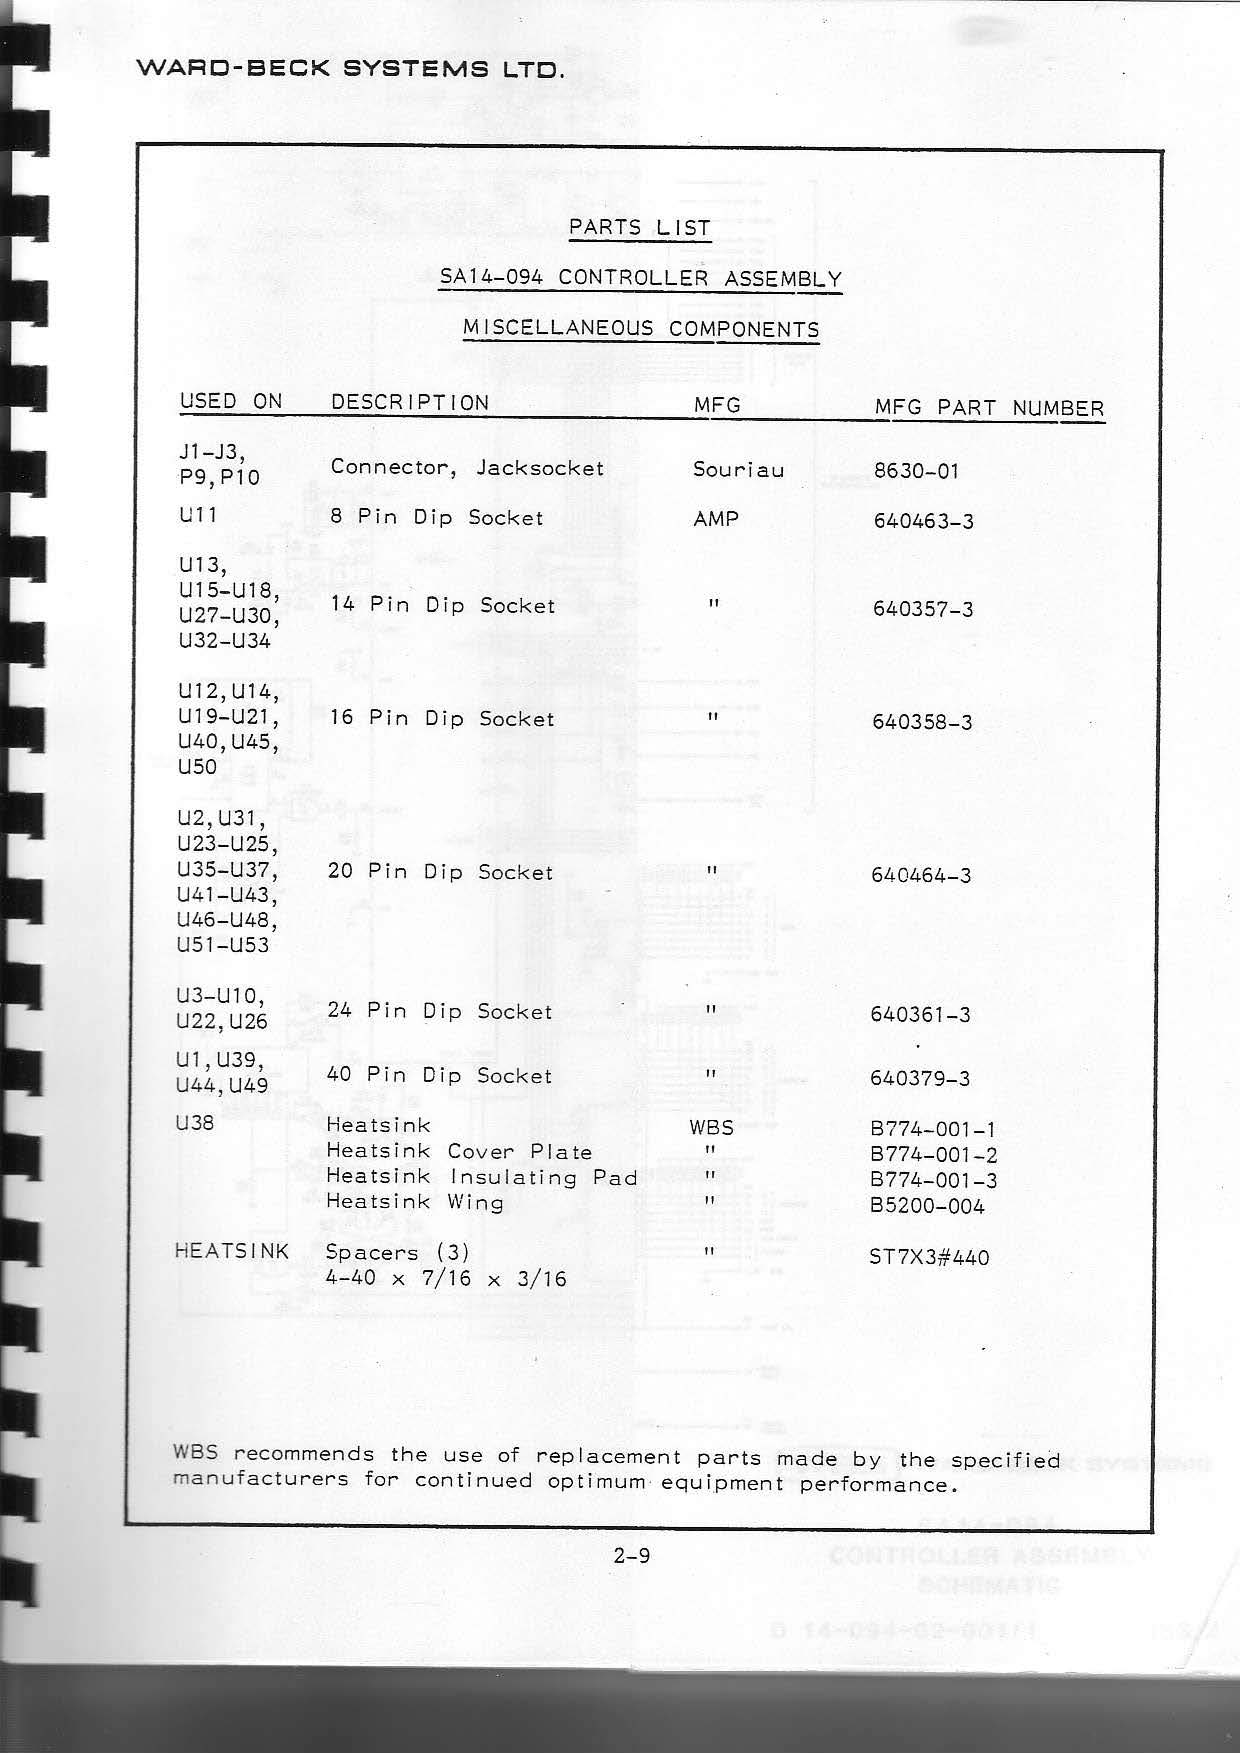 WARD-BECK SYSTEMS LTD.
PARTS LIST
SA14-094 CONTROLLER ASSEMBLY
MISCELLANEOUS COMPONENTS
USED ON DESCRIPTION MFG MFG PART NUMBER
J1-J3,
P9,P10 Connector, Jacksocket Souriau 8630-01
U11 8 Pin Dip Socket AMP 640463-3
U13,
U15-U18,
U27-U30, 14 Pin Dip Socket " 640357-3
U32-U34
U12,U14,
U19-U21, 16 Pin Dip Socket " 640358-3
U40,U45,
U50
U2,U31,
U23-U25,
U35-U37, 20 Pin Dip Socket " 640464-3
U41-U43,
U46-U48,
U51-U53
U3-U10,
U22,U26 24 Pin Dip Socket " 640361-3
U1,U39,
U44,U49 40 Pin Dip Socket " 640379-3
U38 Heatsink WBS B774-001-1
Heatsink Cover Plate " B774-001-2
Heatsink Insulating Pad " B774-001-3
Heatsink Wing " B5200-004
HEATSINK Spacers (3) " ST7X3#440
4-40 x 7/16 x 3/16
WBS recommends the use of replacement parts made by the specified
manufacturers for continued optimum equipment performance.
2-9
CONTROLLER ASSEMBLY
SCHEMATIC